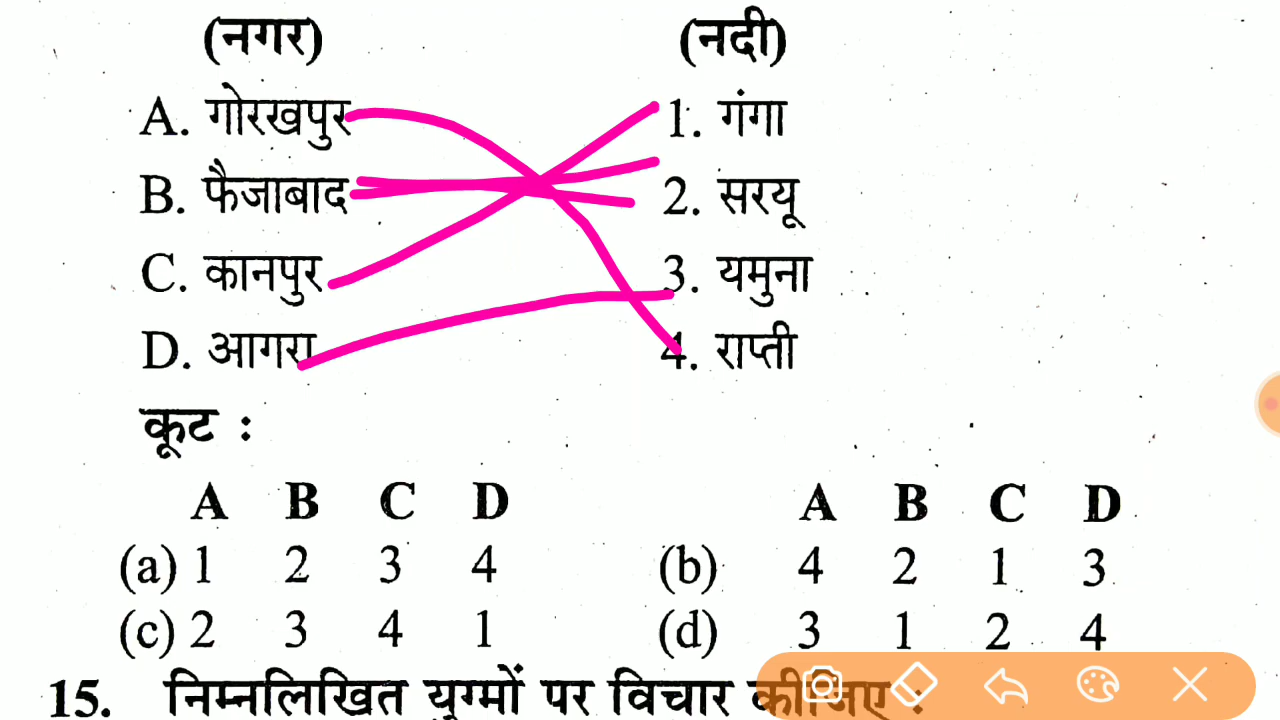 (नगर) (नदी)
A. गोरखपुर 1. गंगा
B. फैजाबाद 2. सरयू
C. कानपुर 3. यमुना
D. आगरा 4. राप्ती
कूट :
A B C D A B C D
(a) 1 2 3 4 (b) 4 2 1 3
(c) 2 3 4 1 (d) 3 1 2 4
15. निम्नलिखित युग्मों पर विचार कीजिए :